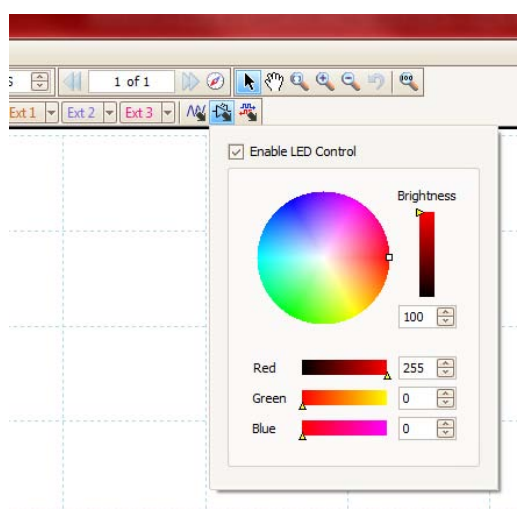 1 of 1
Ext 1 Ext 2 Ext 3
Enable LED Control
Brightness
100
Red 255
Green 0
Blue 0